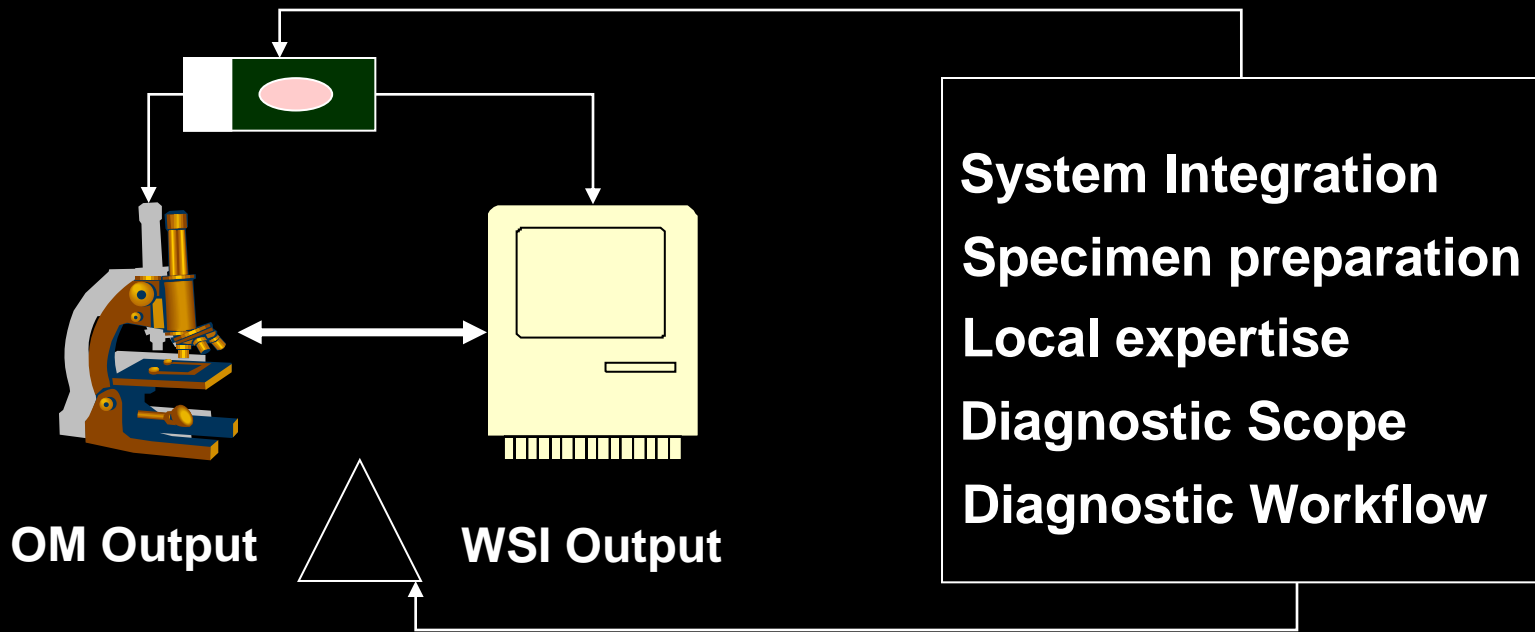 System Integration
Specimen preparation
Local expertise
Diagnostic Scope
Diagnostic Workflow
OM Output
WSI Output